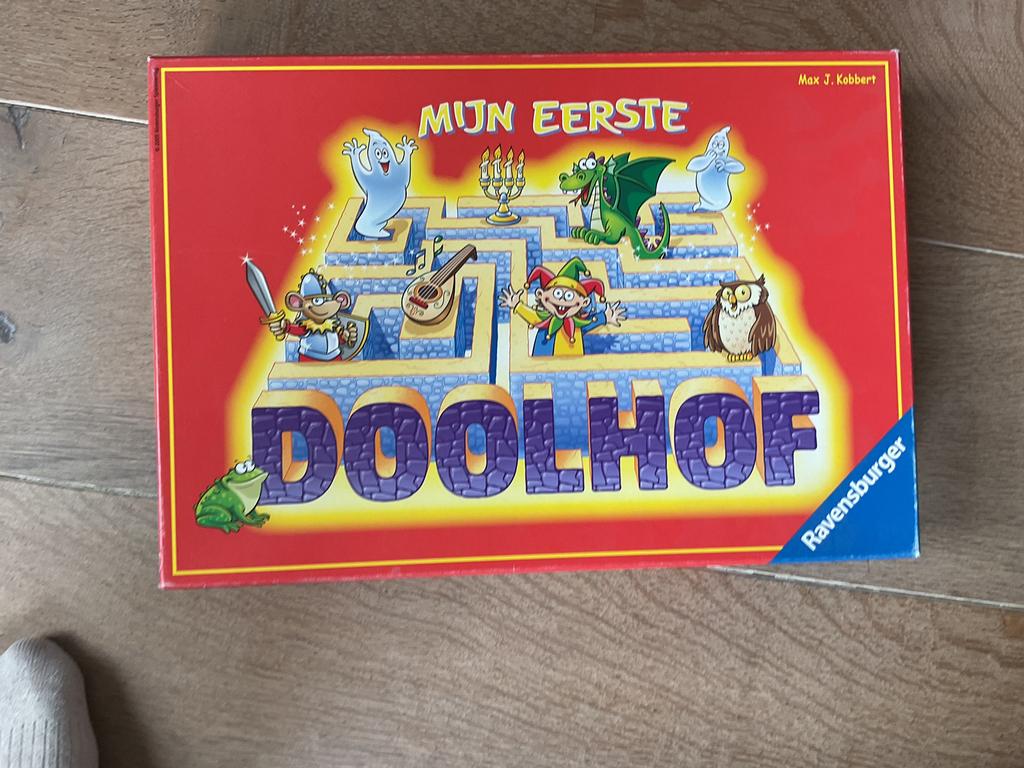 Max J. Kobbert
MIJN EERSTE
DOOLHOF
Ravensburger